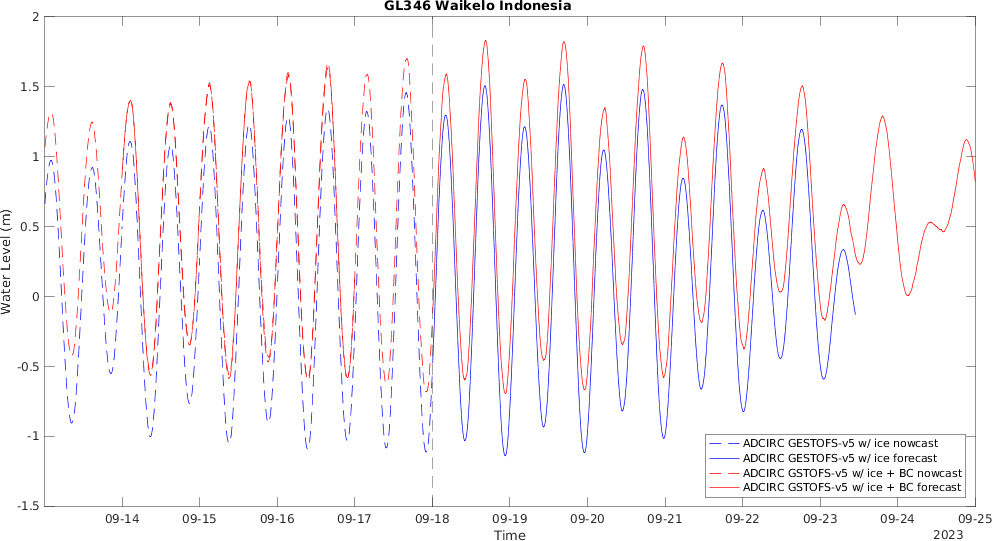 GL346 Waikelo Indonesia
2
1.5
1
0.5
0
-0.5
-1
-1.5
Water Level (m)
09-14 09-15 09-16 09-17 09-18 09-19 09-20 09-21 09-22 09-23 09-24 09-25
Time
2023
ADCIRC GESTOFS-v5 w/ ice nowcast
ADCIRC GESTOFS-v5 w/ ice forecast
ADCIRC GSTOFS-v5 w/ ice + BC nowcast
ADCIRC GSTOFS-v5 w/ ice + BC forecast